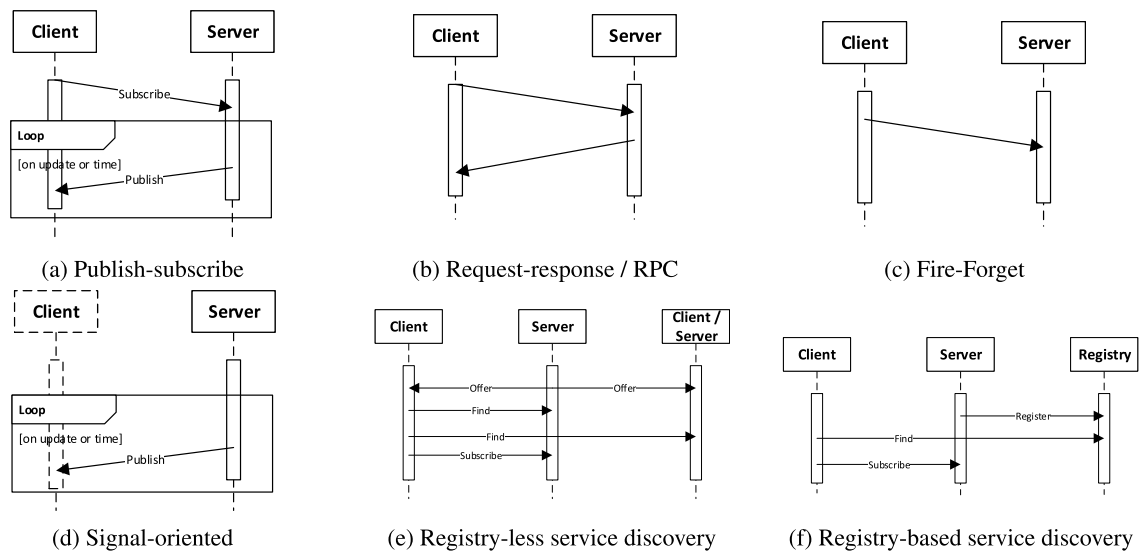 Client
Server
Subscribe
Loop
[on update or time]
Publish
(a) Publish-subscribe
Client
Server
(b) Request-response / RPC
Client
Server
(c) Fire-Forget
Client
Server
Loop
[on update or time]
Publish
(d) Signal-oriented
Client
Server
Client /
Server
Offer
Offer
Find
Find
Subscribe
(e) Registry-less service discovery
Client
Server
Registry
Register
Find
Subscribe
(f) Registry-based service discovery